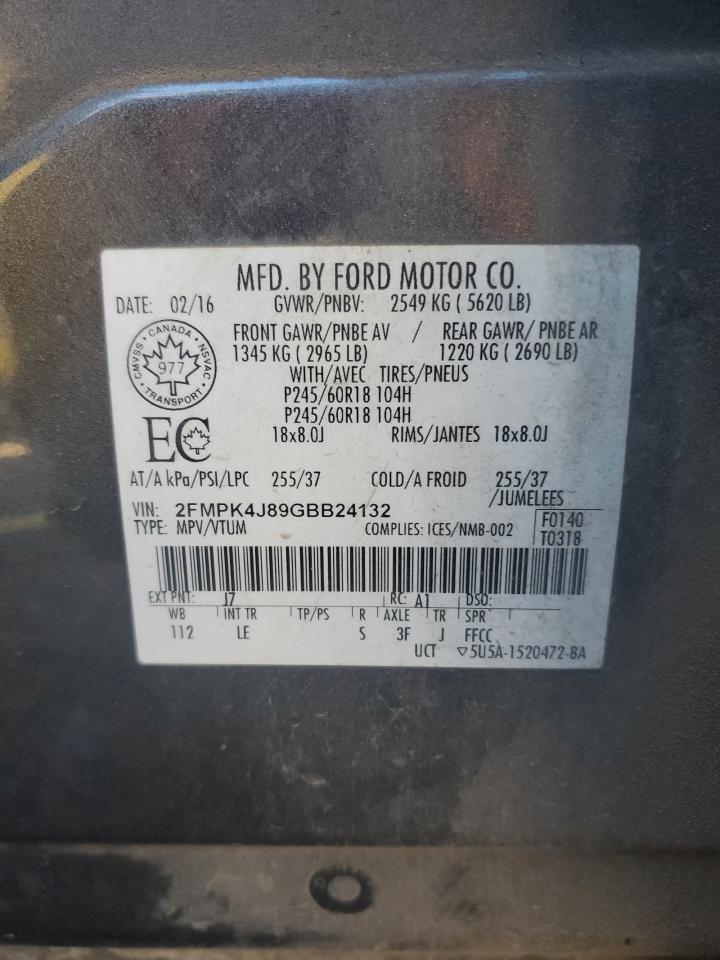 MFD. BY FORD MOTOR CO.
DATE: 02/16 GVWR/PNBV: 2549 KG ( 5620 LB)
FRONT GAWR/PNBE AV / REAR GAWR/ PNBE AR
1345 KG ( 2965 LB) 1220 KG ( 2690 LB)
WITH/AVEC TIRES/PNEUS
P245/60R18 104H
P245/60R18 104H
18x8.0J RIMS/JANTES 18x8.0J
CANADA
CMVSS NSVAC
977
TRANSPORT
EC
AT/A kPa/PSI/LPC 255/37 COLD/A FROID 255/37
/JUMELEES
VIN: 2FMPK4J89GBB24132
TYPE: MPV/VTUM COMPLIES: ICES/NMB-002
F0140
T0318
EXT PNT: J7 RC: A1 DSO:
WB INT TR TP/PS R AXLE TR SPR
112 LE S 3F J FFCC
UCT ▽5U5A-1520472-BA